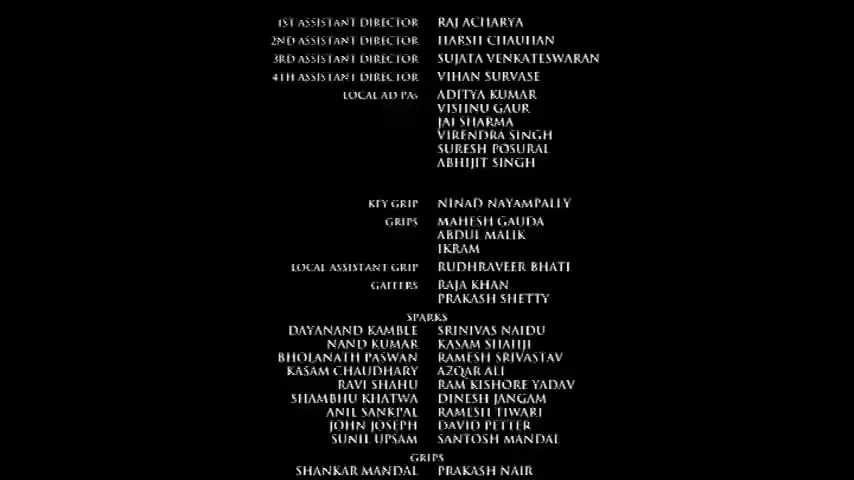 1ST ASSISTANT DIRECTOR RAJ ACHARYA
2ND ASSISTANT DIRECTOR HARSH CHAUHAN
3RD ASSISTANT DIRECTOR SUJATA VENKATESWARAN
4TH ASSISTANT DIRECTOR VIHAN SURVASE
LOCAL AD PAs ADITYA KUMAR
VISHNU GAUR
JAI SHARMA
VIRENDRA SINGH
SURESH POSURAL
ABHIJIT SINGH
KEY GRIP NINAD NAYAMPALLY
GRIPS MAHESH GAUDA
ABDUL MALIK
IKRAM
LOCAL ASSISTANT GRIP RUDHRAVEER BHATI
GAFFERS RAJA KHAN
PRAKASH SHETTY
SPARKS
DAYANAND KAMBLE SRINIVAS NAIDU
NAND KUMAR KASAM SHAHJI
BHOLANATH PASWAN RAMESH SRIVASTAV
KASAM CHAUDHARY AZQAR ALI
RAVI SHAHU RAM KISHORE YADAV
SHAMBHU KHATWA DINESH JANGAM
ANIL SANKPAL RAMESH TIWARI
JOHN JOSEPH DAVID PETTER
SUNIL UPSAM SANTOSH MANDAL
GRIPS
SHANKAR MANDAL PRAKASH NAIR